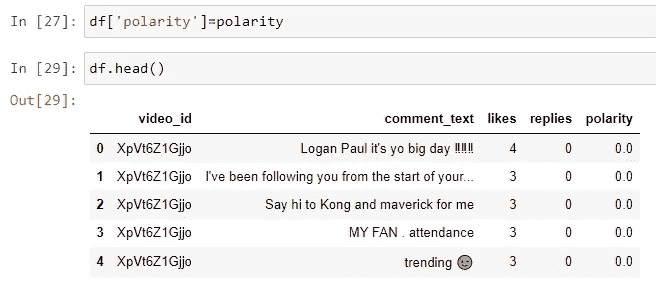 In [27]: df['polarity']=polarity
In [29]: df.head()
Out[29]:
video_id comment_text likes replies polarity
0 XpVt6Z1Gjjo Logan Paul it's yo big day ‼️‼️‼️ 4 0 0.0
1 XpVt6Z1Gjjo I've been following you from the start of your... 3 0 0.0
2 XpVt6Z1Gjjo Say hi to Kong and maverick for me 3 0 0.0
3 XpVt6Z1Gjjo MY FAN . attendance 3 0 0.0
4 XpVt6Z1Gjjo trending 😉 3 0 0.0